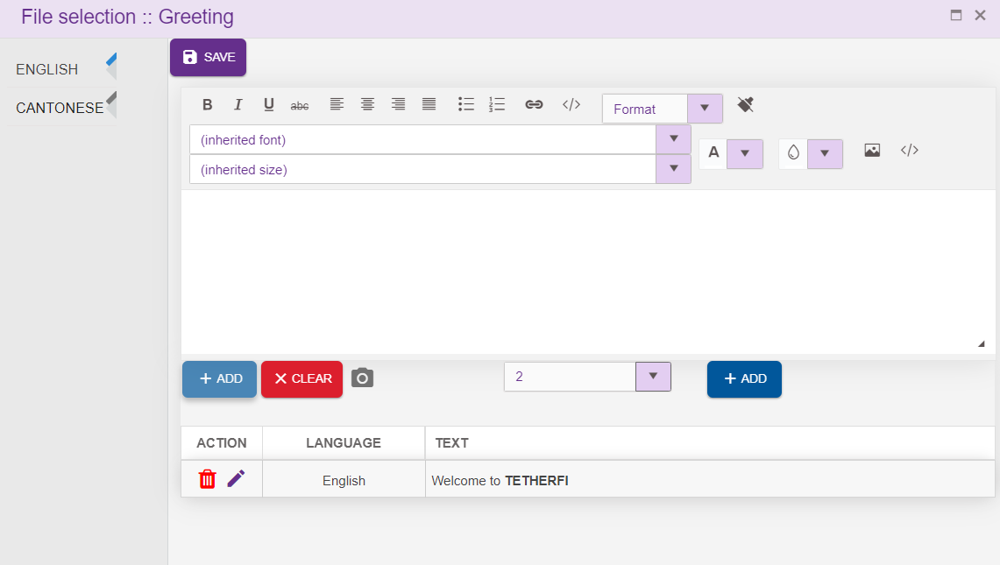 File selection :: Greeting
ENGLISH
CANTONESE
SAVE
B I U abc
Format
(inherited font)
(inherited size)
A
+ ADD
CLEAR
2
+ ADD
ACTION LANGUAGE TEXT
English Welcome to TETHERFI